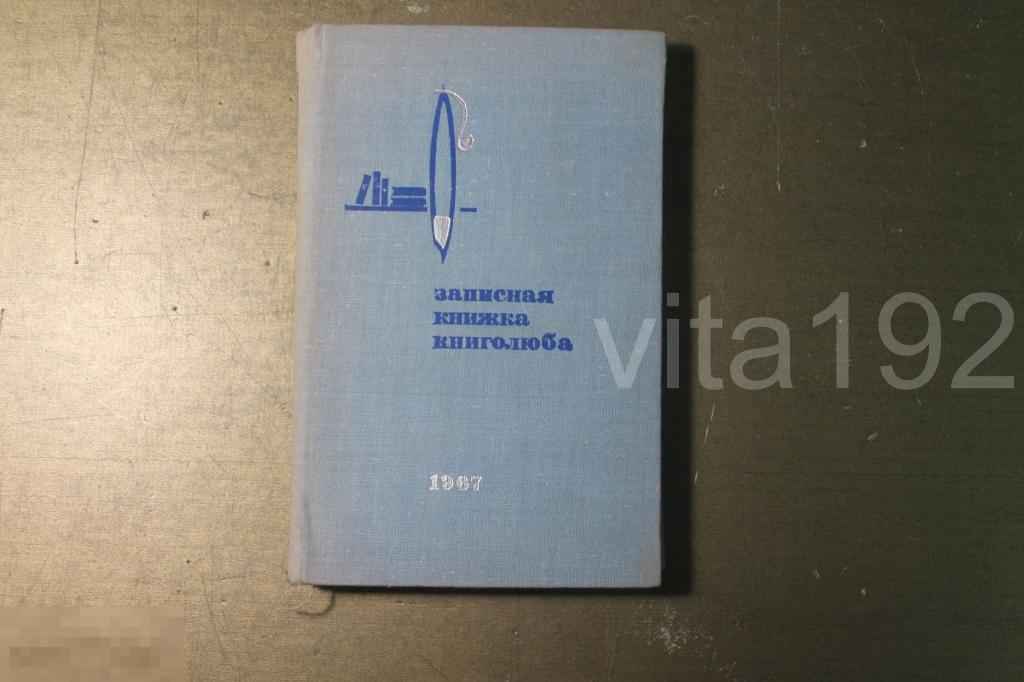 записная
книжка
книголюба
vita192
1967